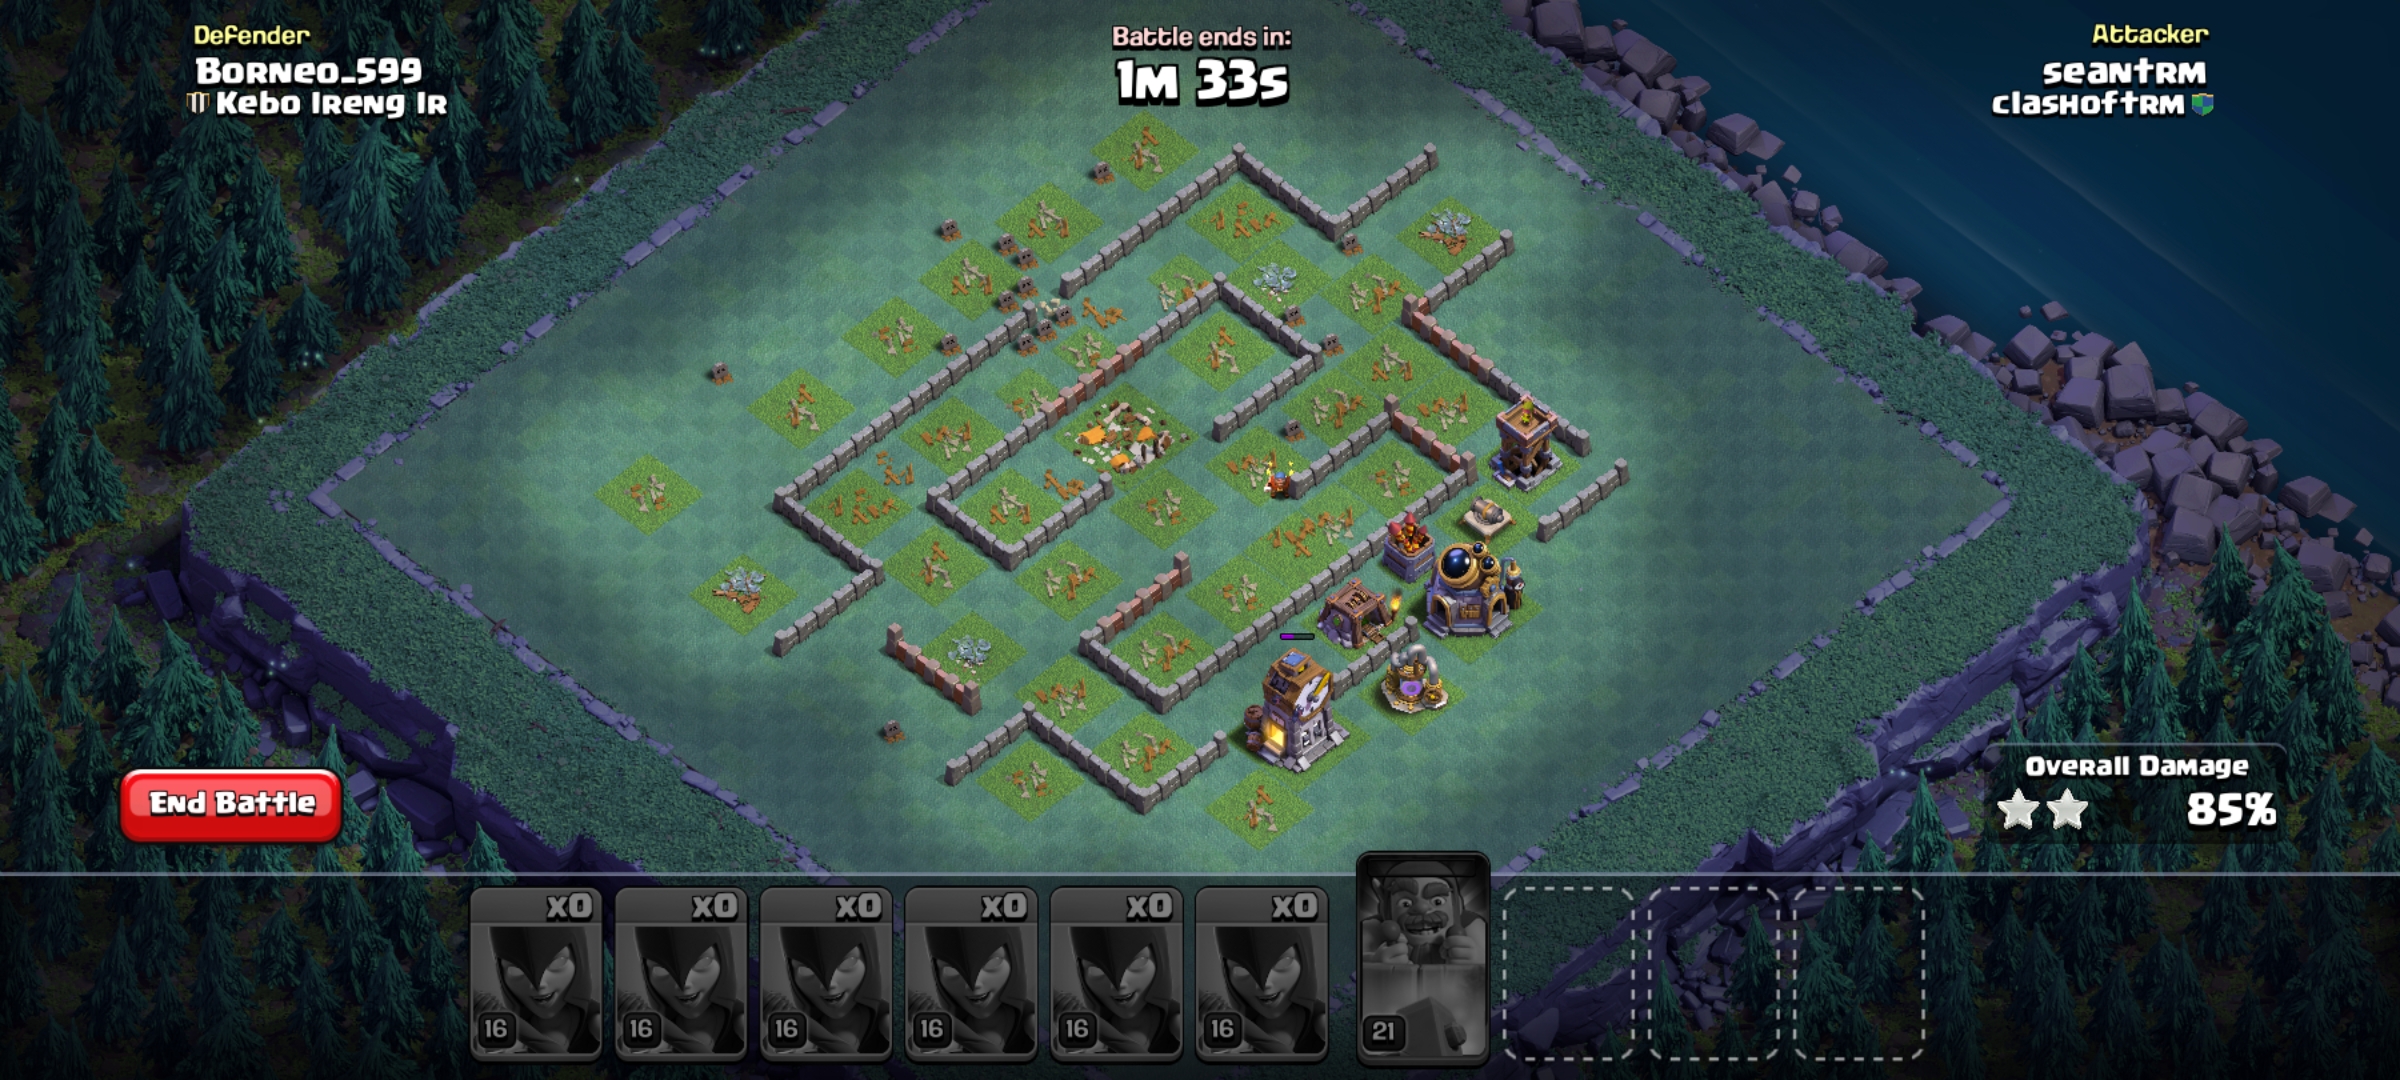 Defender
Borneo_599
Kebo Ireng Ir
Battle ends in:
1M 33s
Attacker
seantRM
clashoftRM
End Battle
Overall Damage
85%
x0
x0
x0
x0
x0
x0
16
16
16
16
16
16
21